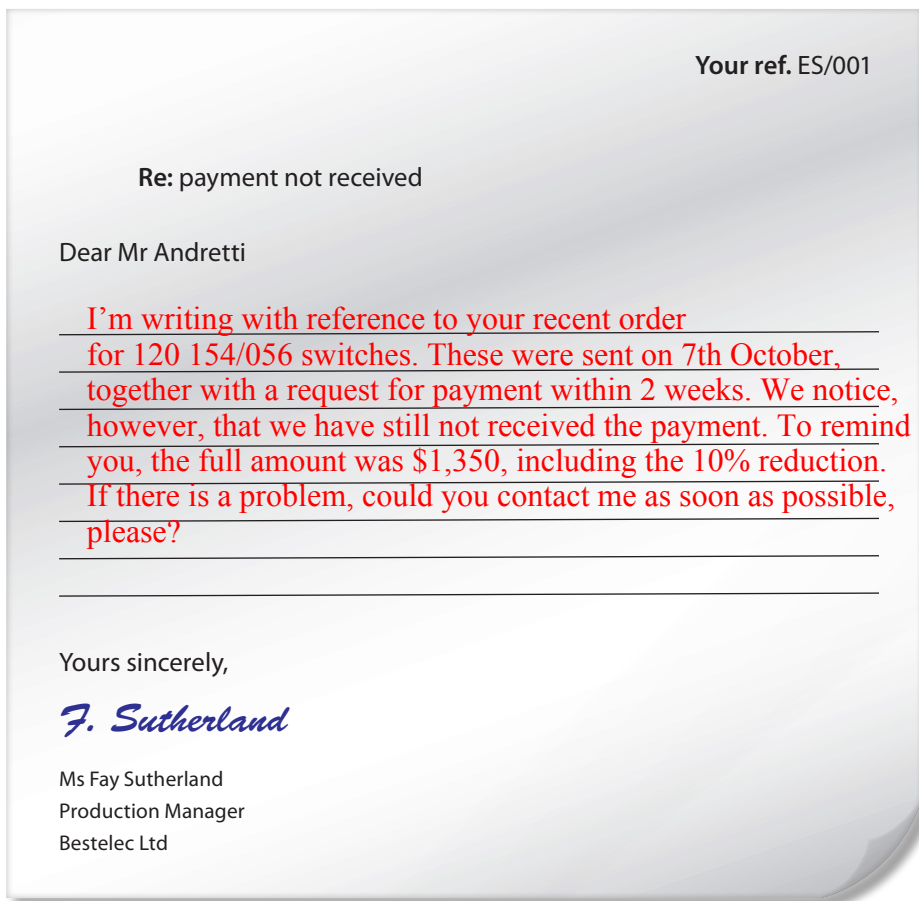 Your ref. ES/001
Re: payment not received
Dear Mr Andretti
I'm writing with reference to your recent order
for 120 154/056 switches. These were sent on 7th October,
together with a request for payment within 2 weeks. We notice,
however, that we have still not received the payment. To remind
you, the full amount was $1,350, including the 10% reduction.
If there is a problem, could you contact me as soon as possible,
please?
Yours sincerely,
F. Sutherland
Ms Fay Sutherland
Production Manager
Bestelec Ltd